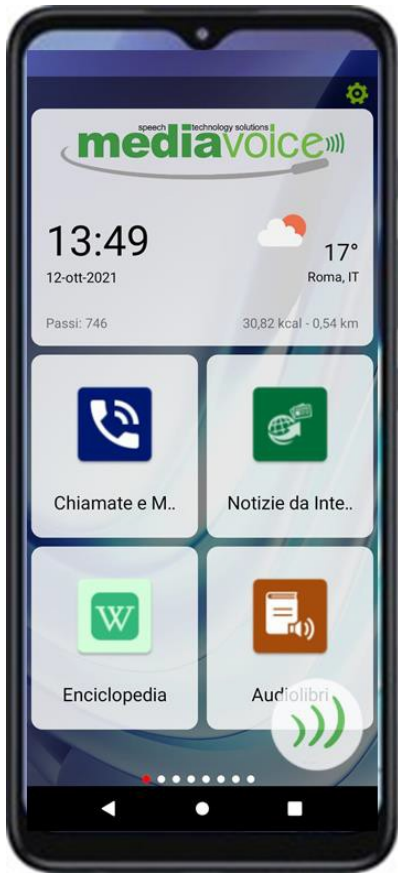 speech technology solutions
mediavoice
13:49
17°
12-ott-2021
Roma, IT
Passi: 746
30,82 kcal - 0,54 km
Chiamate e M..
Notizie da Inte..
W
Enciclopedia
Audiolibri